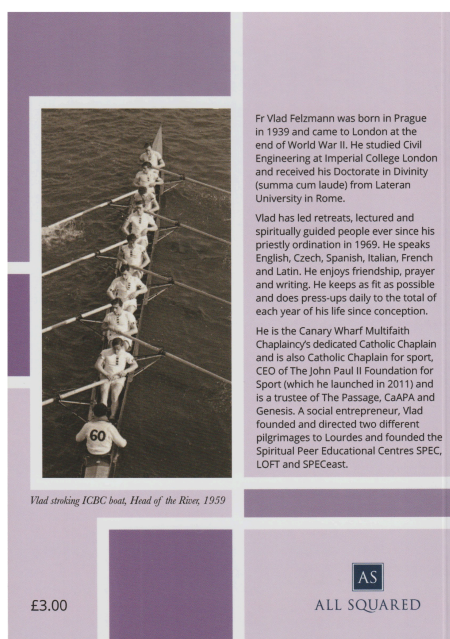 Fr Vlad Felzmann was born in Prague
in 1939 and came to London at the
end of World War II. He studied Civil
Engineering at Imperial College London
and received his Doctorate in Divinity
(summa cum laude) from Lateran
University in Rome.
Vlad has led retreats, lectured and
spiritually guided people ever since his
priestly ordination in 1969. He speaks
English, Czech, Spanish, Italian, French
and Latin. He enjoys friendship, prayer
and writing. He keeps as fit as possible
and does press-ups daily to the total of
each year of his life since conception.
He is the Canary Wharf Multifaith
Chaplaincy's dedicated Catholic Chaplain
and is also Catholic Chaplain for sport,
CEO of The John Paul II Foundation for
Sport (which he launched in 2011) and
is a trustee of The Passage, CaAPA and
Genesis. A social entrepreneur, Vlad
founded and directed two different
pilgrimages to Lourdes and founded the
Spiritual Peer Educational Centres SPEC,
LOFT and SPECeast.
60
Vlad stroking ICBC boat, Head of the River, 1959
£3.00
AS
ALL SQUARED